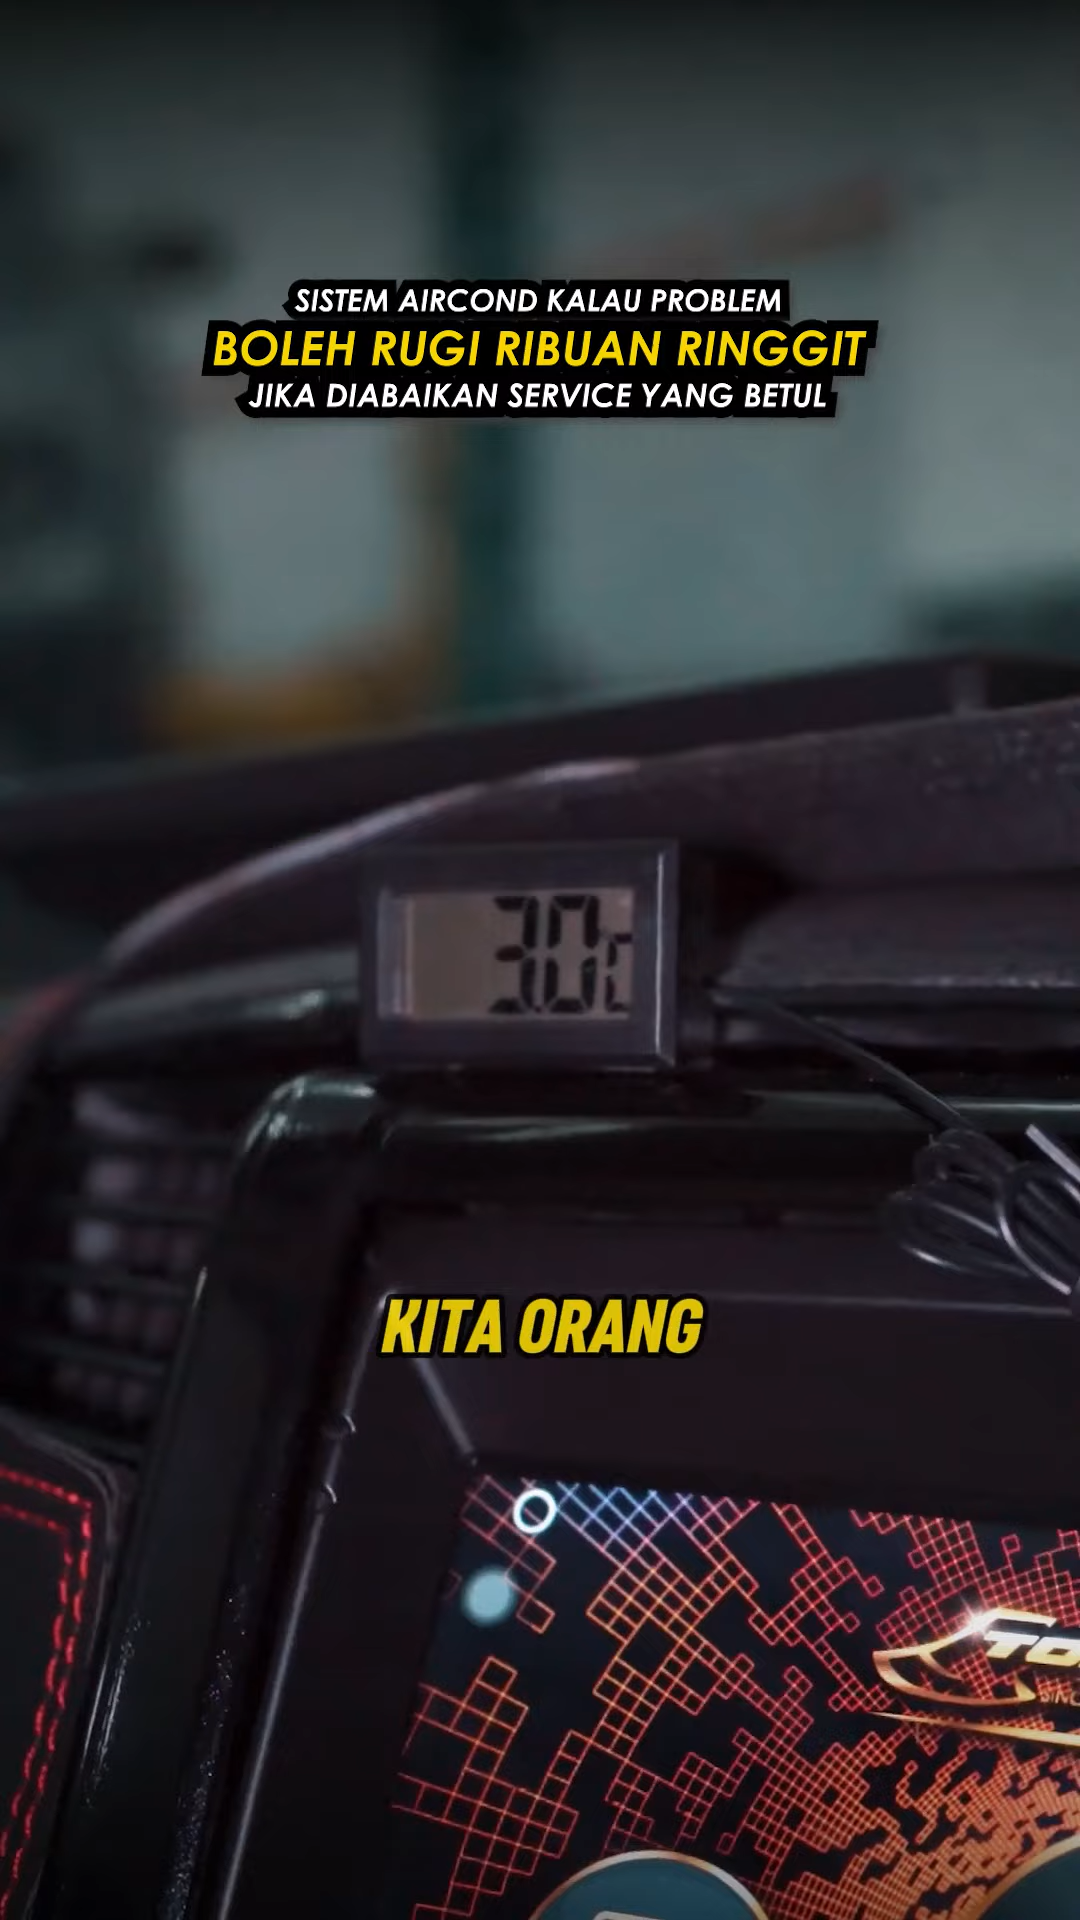 SISTEM AIRCOND KALAU PROBLEM
BOLEH RUGI RIBUAN RINGGIT
JIKA DIABAIKAN SERVICE YANG BETUL
3.0°C
KITA ORANG